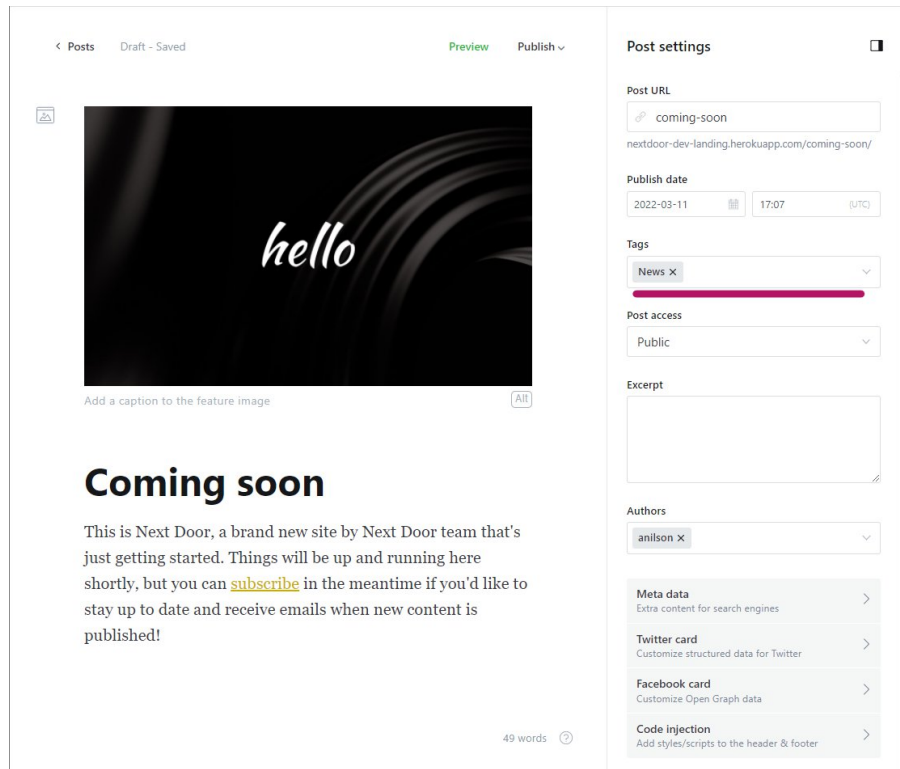 Posts
Draft - Saved
Preview
Publish
hello
Add a caption to the feature image
Alt
Coming soon
This is Next Door, a brand new site by Next Door team that's
just getting started. Things will be up and running here
shortly, but you can subscribe in the meantime if you'd like to
stay up to date and receive emails when new content is
published!
49 words
?
Post settings
Post URL
coming-soon
nextdoor-dev-landing.herokuapp.com/coming-soon/
Publish date
2022-03-11
17:07
(UTC)
Tags
News ×
Post access
Public
Excerpt
Authors
anilson ×
Meta data
Extra content for search engines
Twitter card
Customize structured data for Twitter
Facebook card
Customize Open Graph data
Code injection
Add styles/scripts to the header & footer